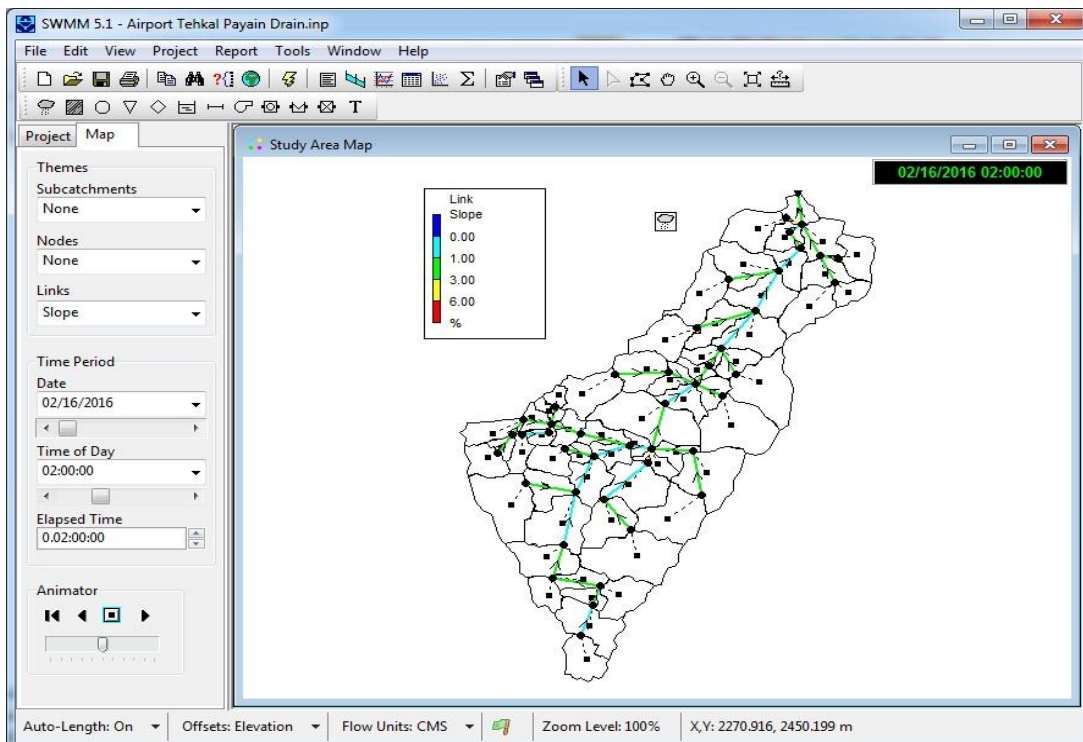 SWMM 5.1 - Airport Tehkal Payain Drain.inp
File Edit View Project Report Tools Window Help
T
Project Map
Themes
Subcatchments
None
Nodes
None
Links
Slope
Time Period
Date
02/16/2016
Time of Day
02:00:00
Elapsed Time
0.02:00:00
Animator
Study Area Map
02/16/2016 02:00:00
Link
Slope
0.00
1.00
3.00
6.00
%
Auto-Length: On Offsets: Elevation Flow Units: CMS Zoom Level: 100% X,Y: 2270.916, 2450.199 m